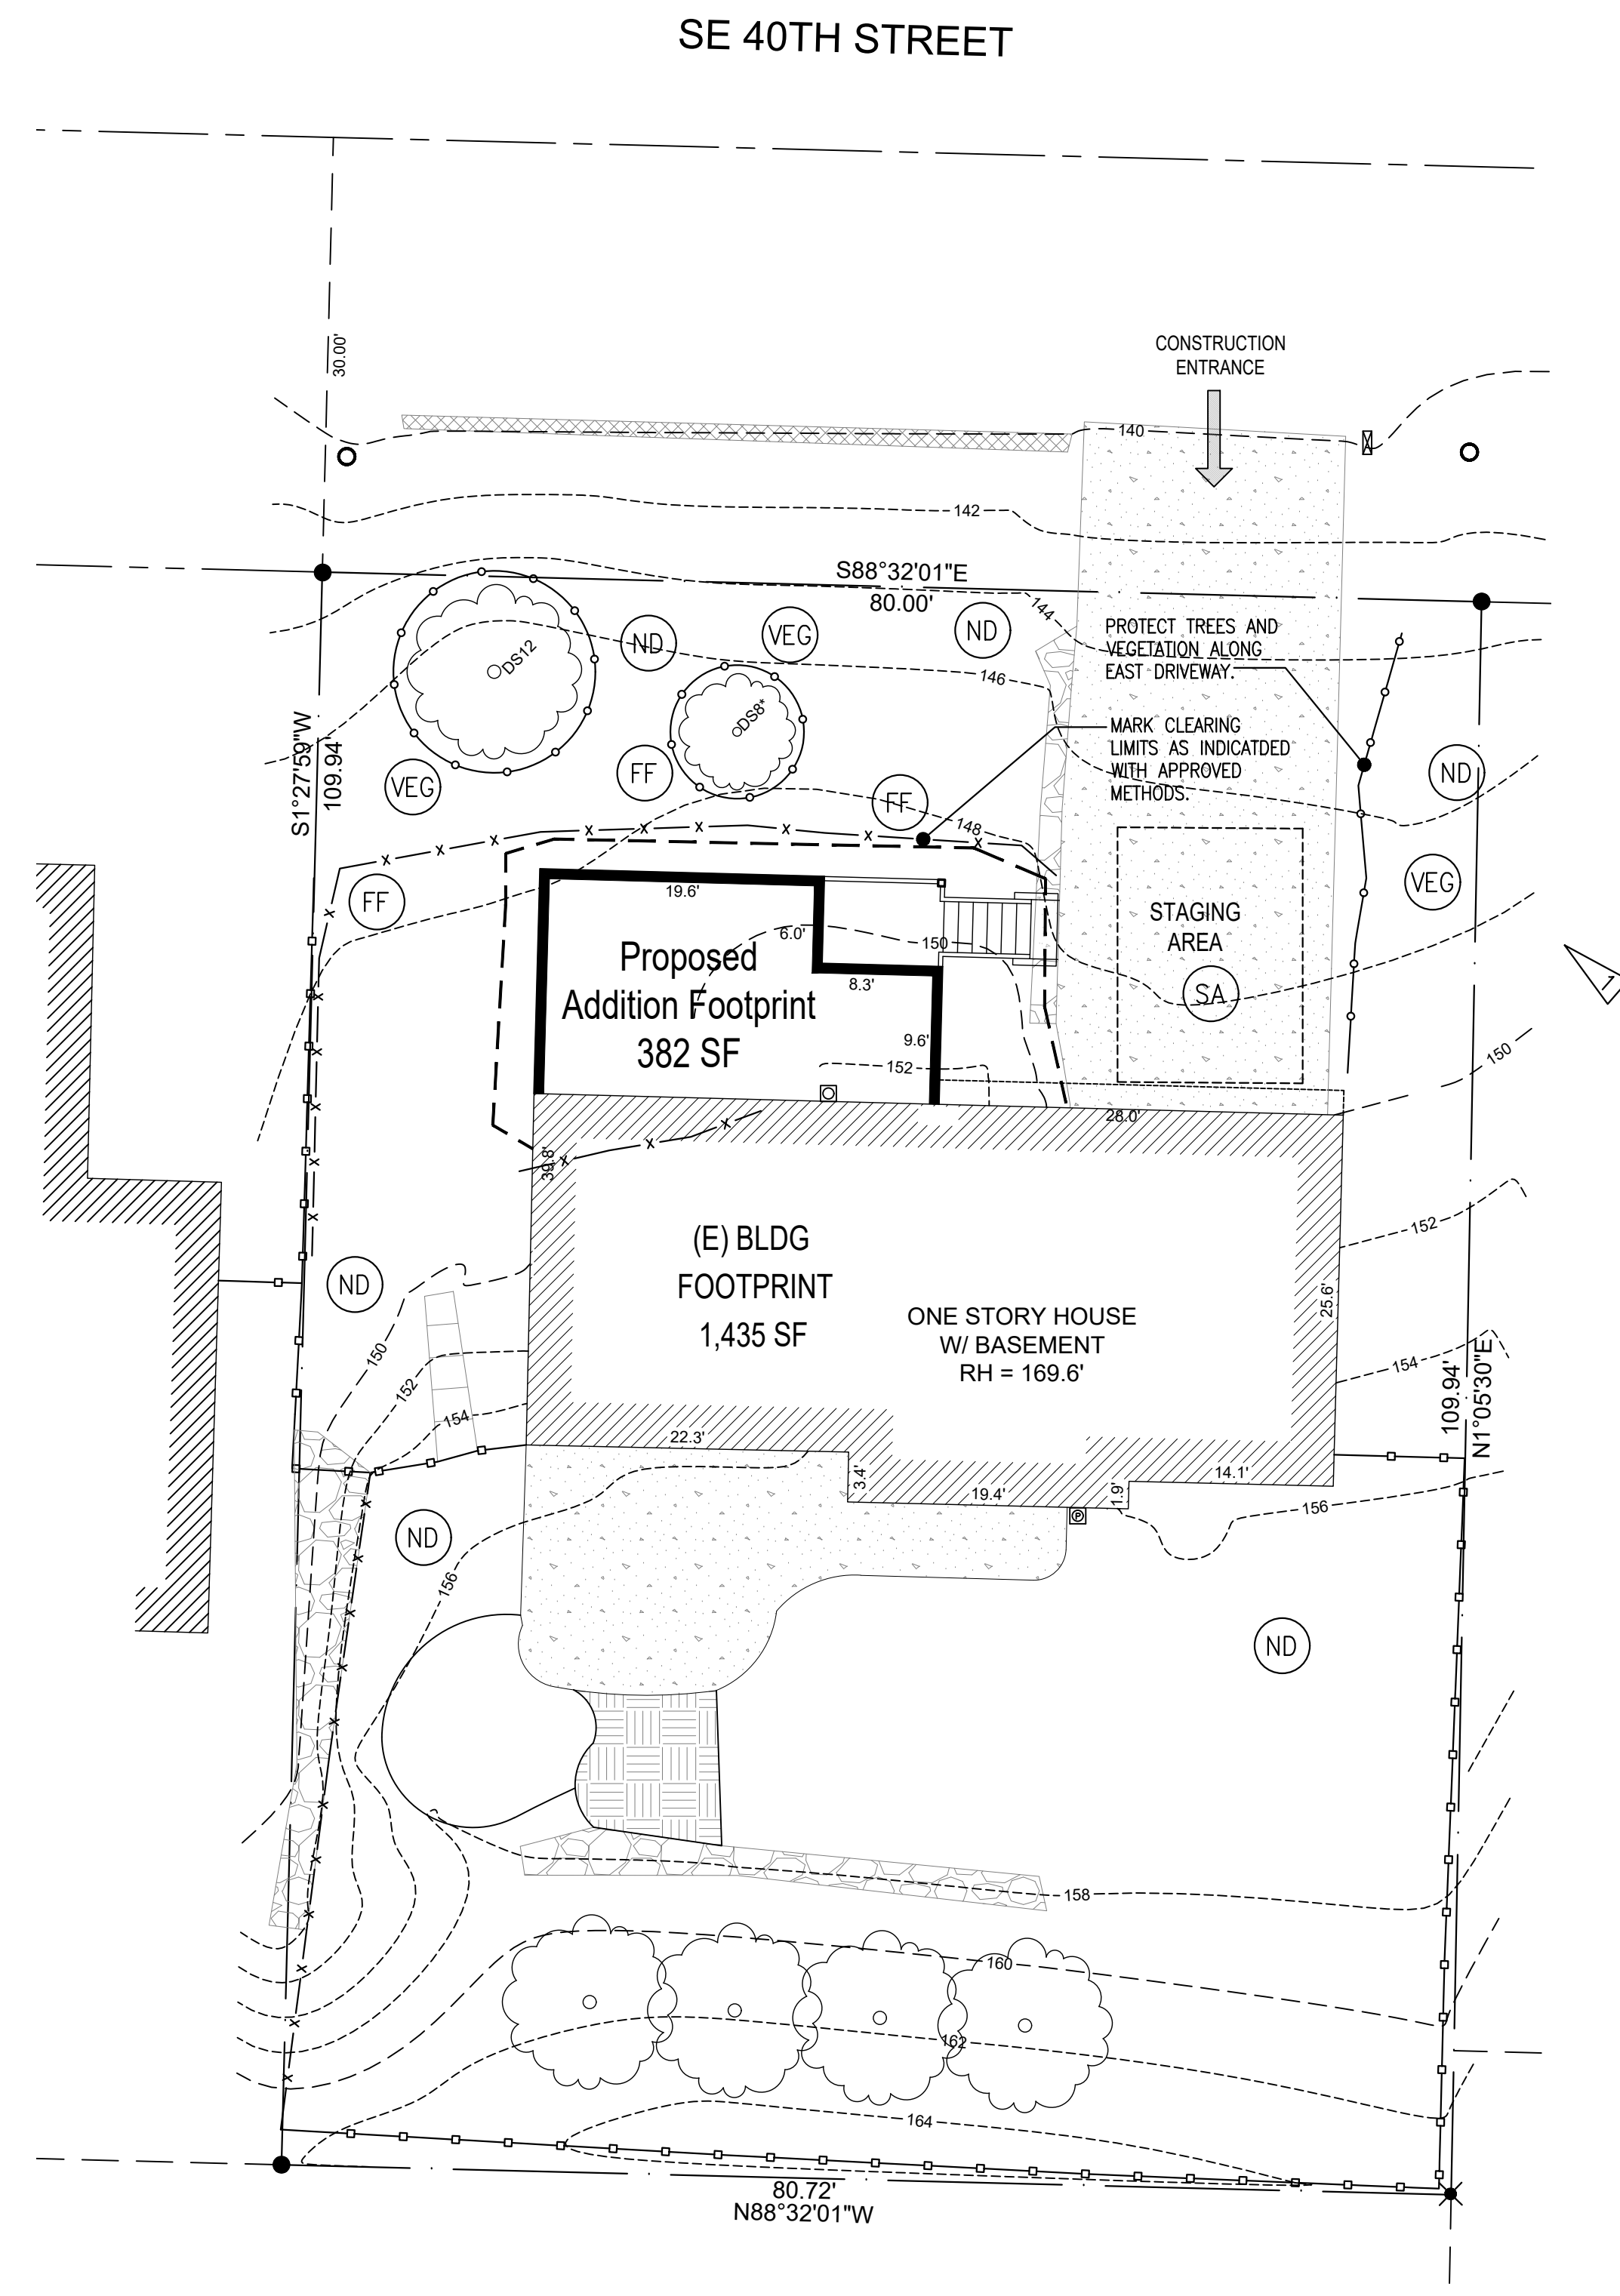 SE 40TH STREET
30.00'
CONSTRUCTION
ENTRANCE
140
142
S88°32'01"E
80.00'
144
ND
VEG
ND
PROTECT TREES AND
VEGETATION ALONG
EAST DRIVEWAY.
DS12
146
DS8*
MARK CLEARING
LIMITS AS INDICATDED
WITH APPROVED
METHODS.
S1°27'59"W
109.94'
VEG
FF
FF
ND
148
FF
VEG
19.6'
6.0'
150
STAGING
AREA
SA
Proposed
Addition Footprint
382 SF
8.3'
9.6'
152
1
150
28.0'
39.8'
152
(E) BLDG
FOOTPRINT
1,435 SF
ND
25.6'
ONE STORY HOUSE
W/ BASEMENT
RH = 169.6'
150
152
154
154
109.94'
N1°05'30"E
22.3'
3.4'
19.4'
1.9'
14.1'
P
156
ND
156
ND
158
160
162
164
80.72'
N88°32'01"W